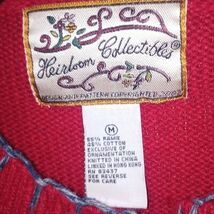 Heirloom Collectibles®
DESIGN AND PATTERN COPYRIGHTED 2002
M
55% RAMIE
45% COTTON
EXCLUSIVE OF
ORNAMENTATION
KNITTED IN CHINA
LINKED IN HONG KONG
RN 82437
SEE REVERSE
FOR CARE